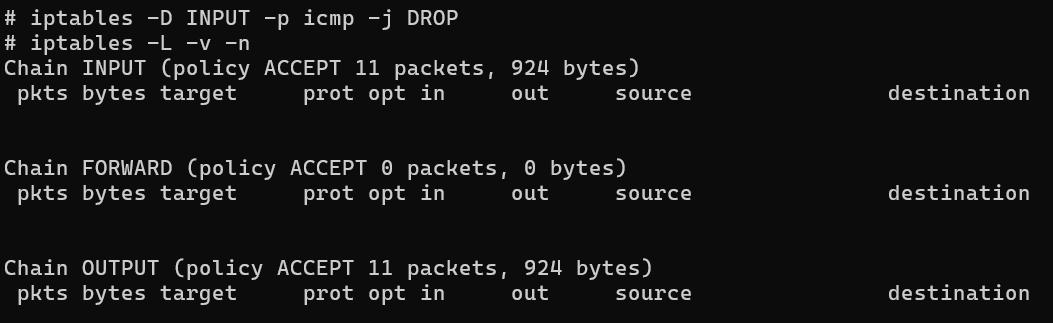 # iptables -D INPUT -p icmp -j DROP
# iptables -L -v -n
Chain INPUT (policy ACCEPT 11 packets, 924 bytes)
 pkts bytes target     prot opt in     out     source               destination
Chain FORWARD (policy ACCEPT 0 packets, 0 bytes)
 pkts bytes target     prot opt in     out     source               destination
Chain OUTPUT (policy ACCEPT 11 packets, 924 bytes)
 pkts bytes target     prot opt in     out     source               destination